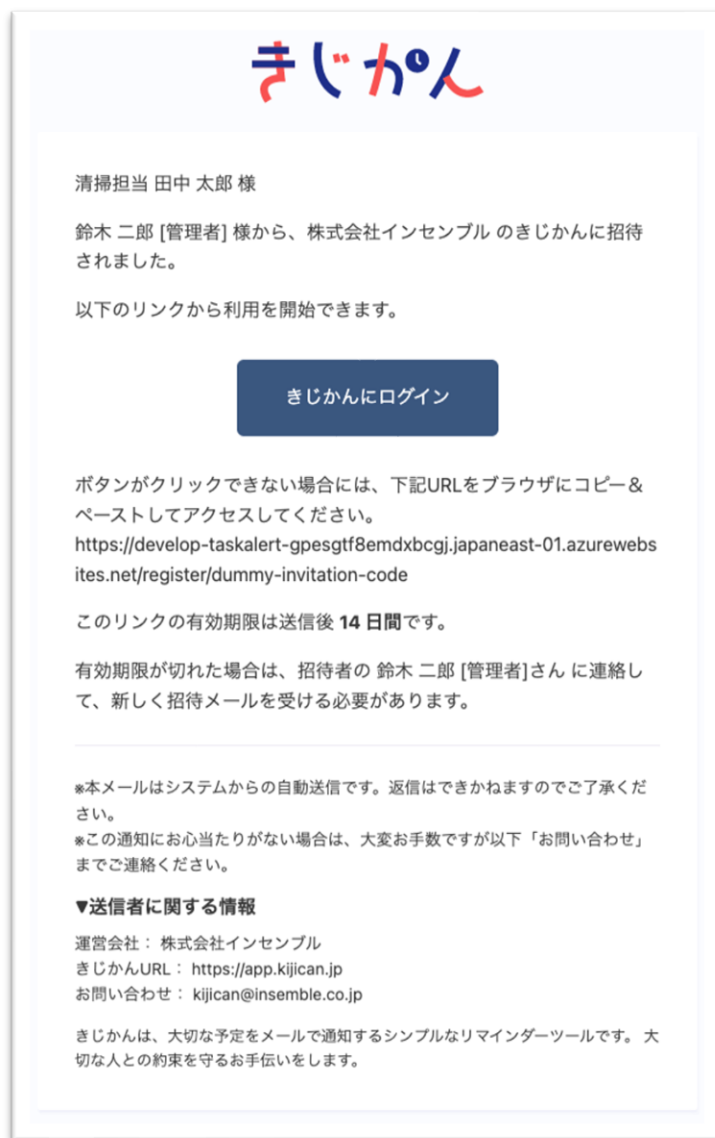 きじかん
清掃担当 田中 太郎 様
鈴木 二郎 [管理者] 様から、株式会社インセンブル のきじかんに招待
されました。
以下のリンクから利用を開始できます。
きじかんにログイン
ボタンがクリックできない場合には、下記URLをブラウザにコピー＆
ペーストしてアクセスしてください。
https://develop-taskalert-gpesgtf8emdxbcgj.japaneast-01.azurewebs
ites.net/register/dummy-invitation-code
このリンクの有効期限は送信後 14 日間です。
有効期限が切れた場合は、招待者の 鈴木 二郎 [管理者]さん に連絡し
て、新しく招待メールを受ける必要があります。
※本メールはシステムからの自動送信です。返信はできかねますのでご了承くだ
さい。
※この通知にお心当たりがない場合は、大変お手数ですが以下「お問い合わせ」
までご連絡ください。
▼送信者に関する情報
運営会社： 株式会社インセンブル
きじかんURL： https://app.kijican.jp
お問い合わせ： kijican@insemble.co.jp
きじかんは、大切な予定をメールで通知するシンプルなリマインダーツールです。 大
切な人との約束を守るお手伝いをします。